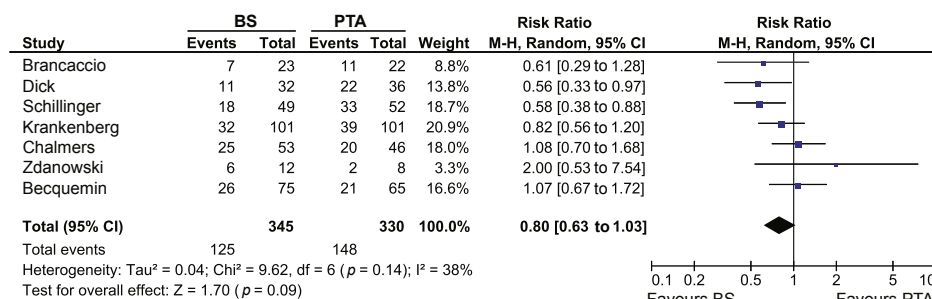 BS PTA Risk Ratio Risk Ratio
Study Events Total Events Total Weight M-H, Random, 95% CI M-H, Random, 95% CI
Brancaccio 7 23 11 22 8.8% 0.61 [0.29 to 1.28]
Dick 11 32 22 36 13.8% 0.56 [0.33 to 0.97]
Schillinger 18 49 33 52 18.7% 0.58 [0.38 to 0.88]
Krankenberg 32 101 39 101 20.9% 0.82 [0.56 to 1.20]
Chalmers 25 53 20 46 18.0% 1.08 [0.70 to 1.68]
Zdanowski 6 12 2 8 3.3% 2.00 [0.53 to 7.54]
Becquemin 26 75 21 65 16.6% 1.07 [0.67 to 1.72]
Total (95% CI) 345 330 100.0% 0.80 [0.63 to 1.03]
Total events 125 148
Heterogeneity: Tau² = 0.04; Chi² = 9.62, df = 6 (p = 0.14); I² = 38%
Test for overall effect: Z = 1.70 (p = 0.09)
0.1 0.2 0.5 1 2 5 10
Favours BS Favours PTA